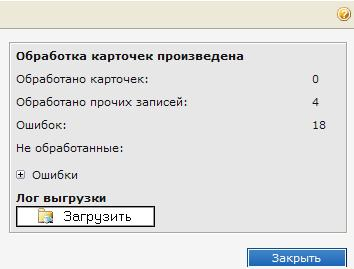 Обработка карточек произведена
Обработано карточек: 0
Обработано прочих записей: 4
Ошибок: 18
Не обработанные:
Ошибки
Лог выгрузки
Загрузить
Закрыть